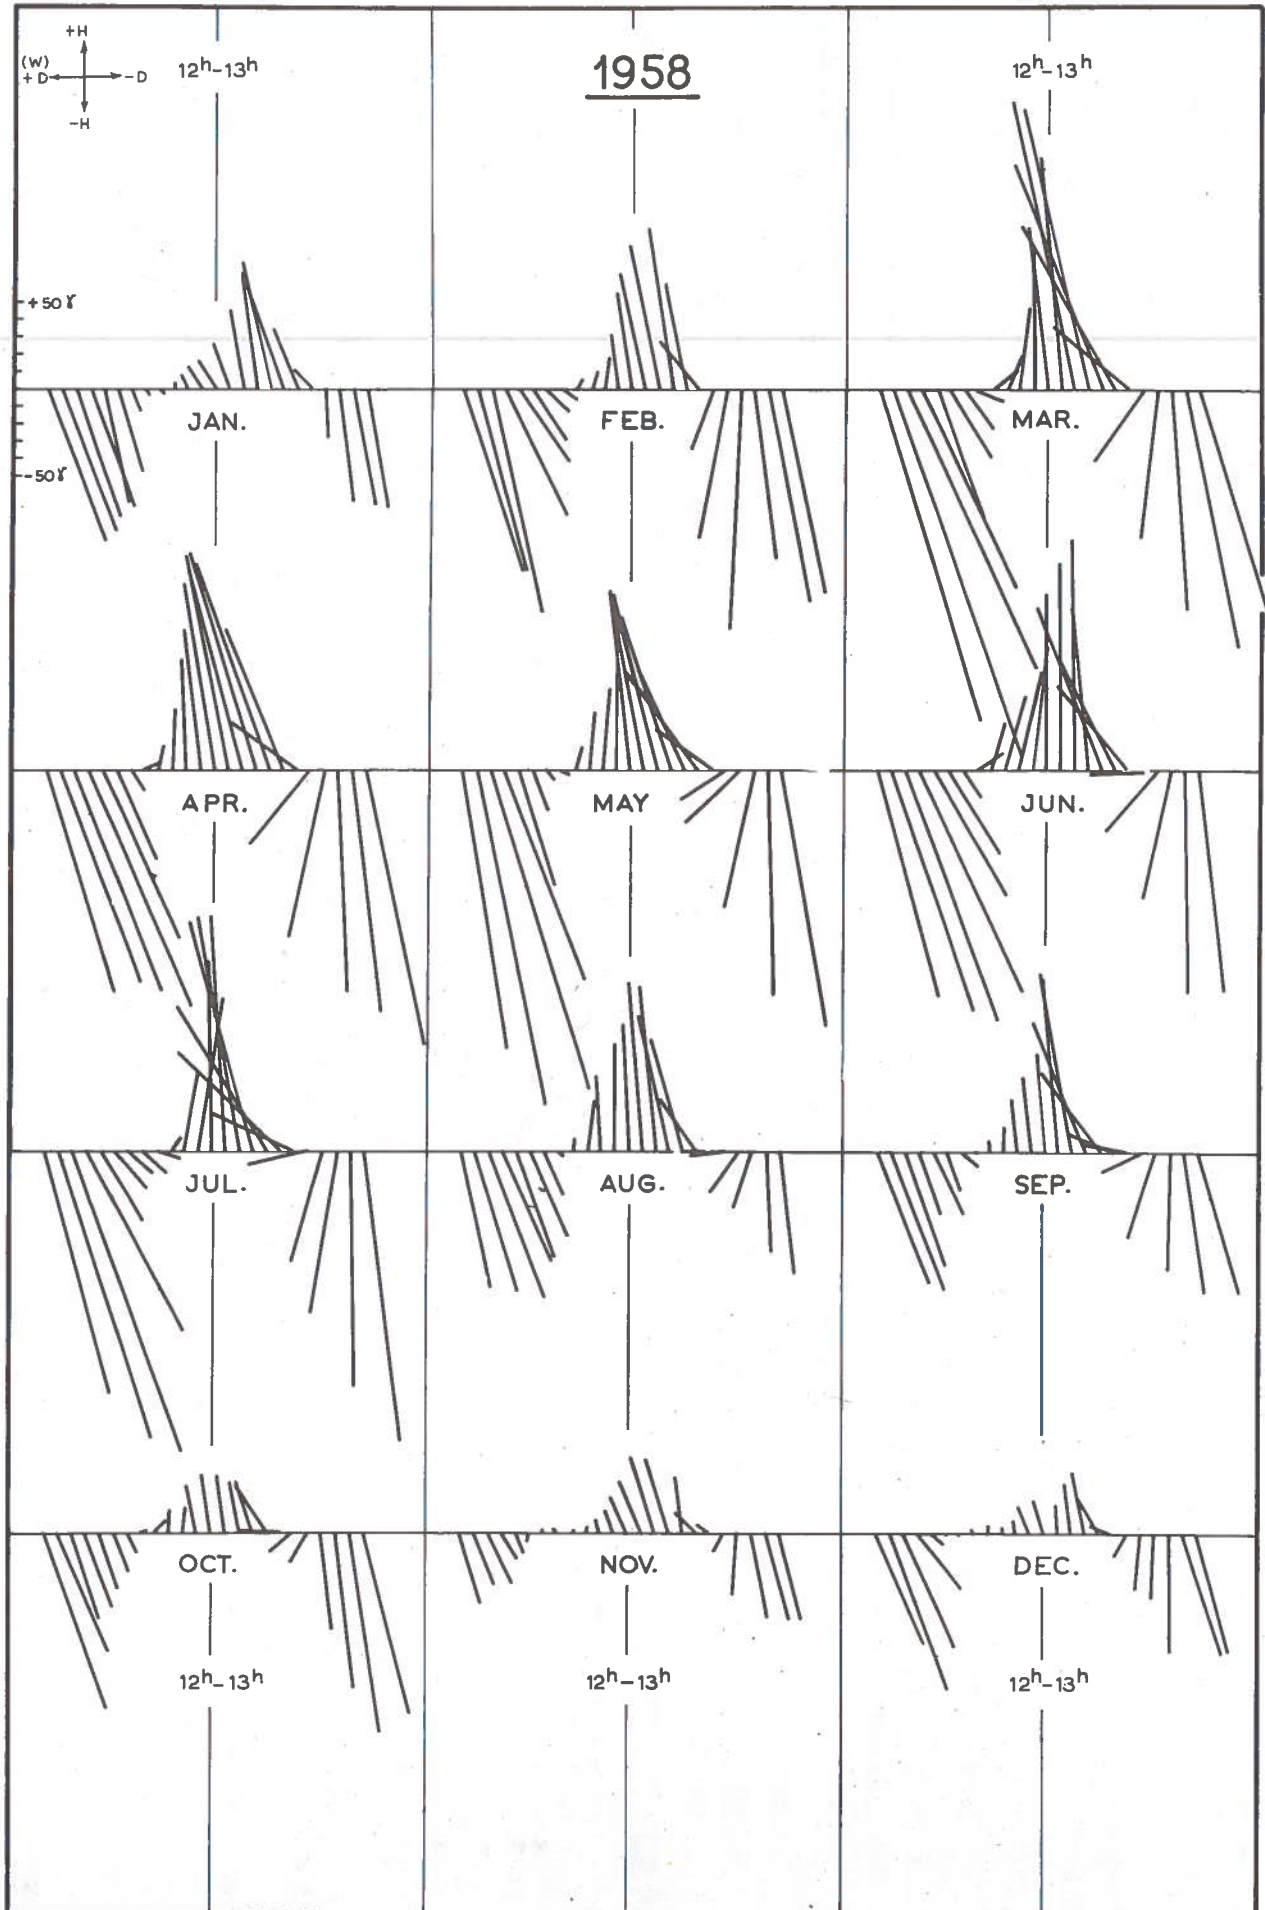 +H
(W)
+D -D
-H
12h-13h
1958
12h-13h
+50γ
-50γ
JAN.
FEB.
MAR.
APR.
MAY
JUN.
JUL.
AUG.
SEP.
OCT.
NOV.
DEC.
12h-13h
12h-13h
12h-13h